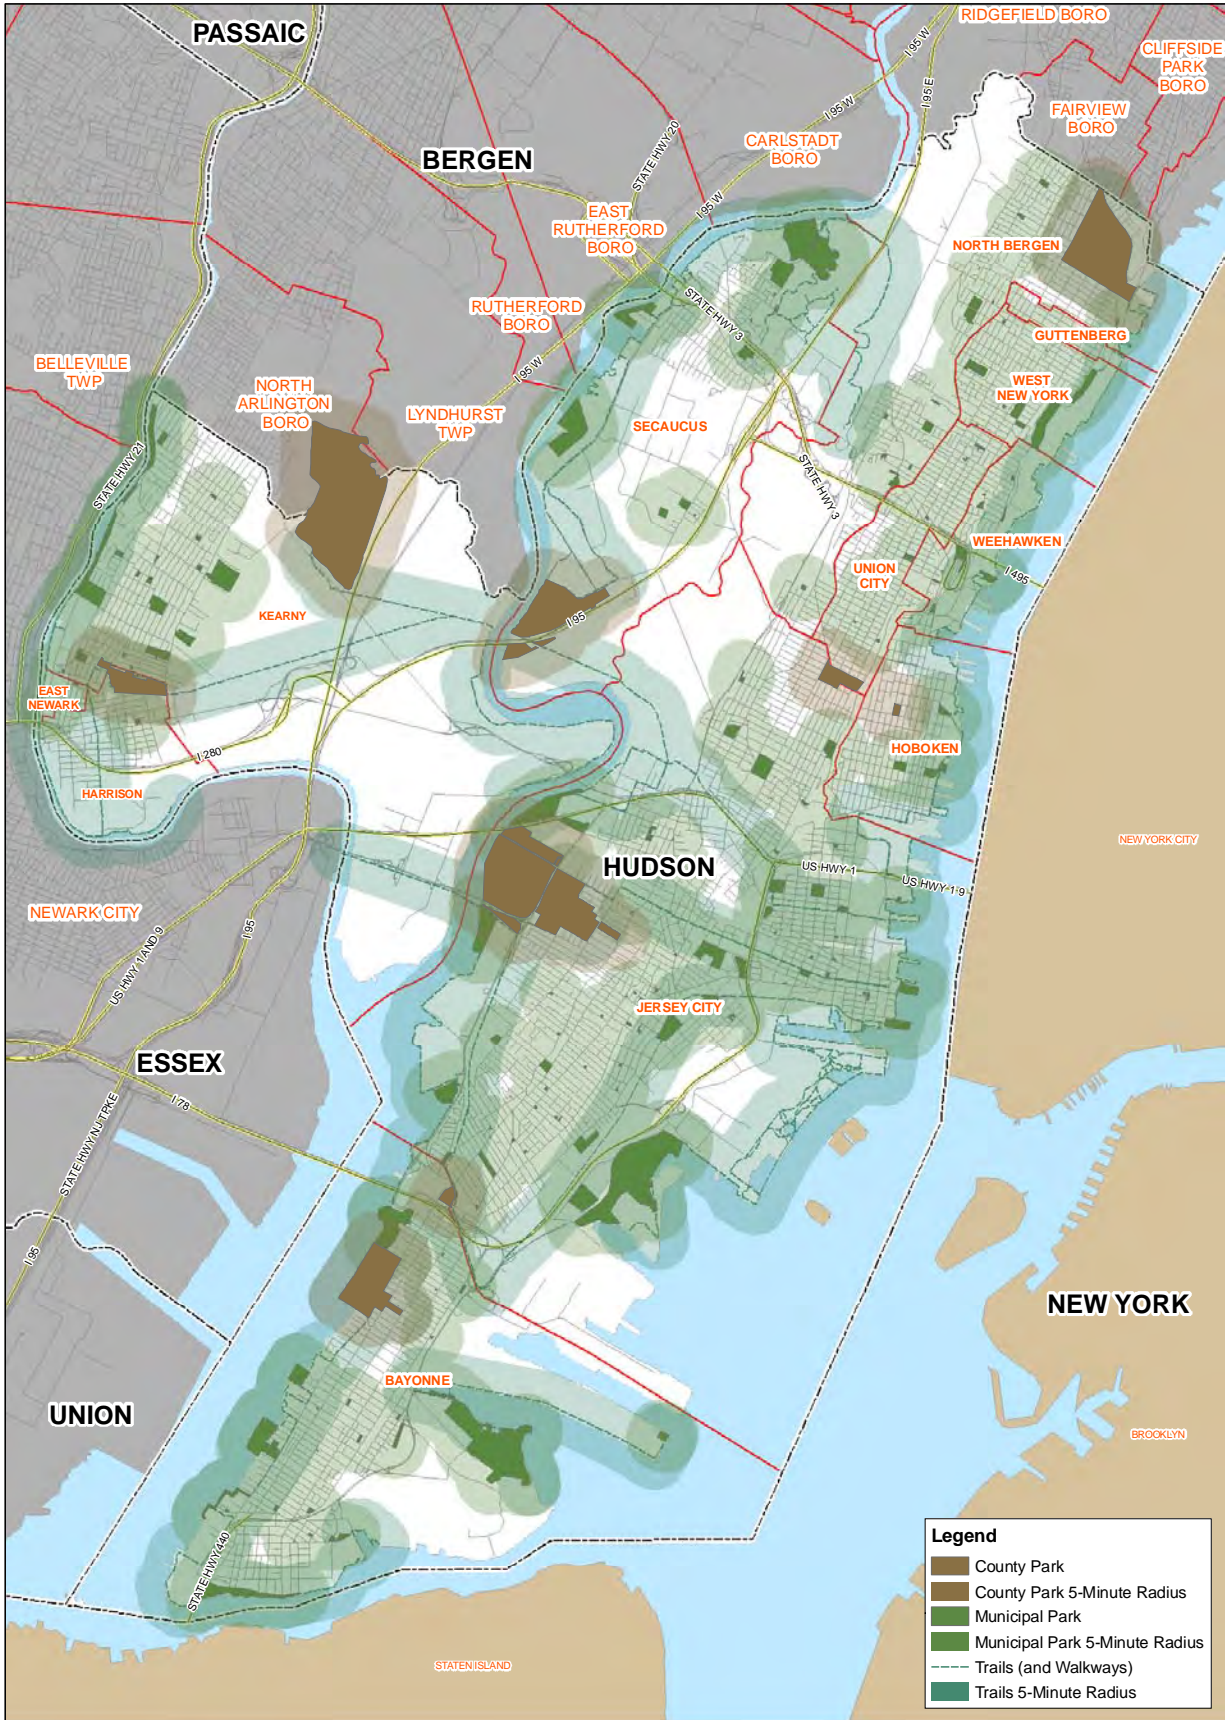 RIDGEFIELD BORO
PASSAIC
I 95 W
CLIFFSIDE
PARK
BORO
I 95 E
I 95 W
FAIRVIEW
BORO
STATE HWY 20
CARLSTADT
BORO
BERGEN
I 95 W
EAST
RUTHERFORD
BORO
NORTH BERGEN
STATE HWY 3
RUTHERFORD
BORO
GUTTENBERG
BELLEVILLE
TWP
I 95 W
WEST
NEW YORK
NORTH
ARLINGTON
BORO
LYNDHURST
TWP
SECAUCUS
STATE HWY 21
STATE HWY 3
WEEHAWKEN
UNION
CITY
I 495
KEARNY
I 95
EAST
NEWARK
HOBOKEN
I 280
HARRISON
NEW YORK CITY
HUDSON
US HWY 1
US HWY 1 9
NEWARK CITY
I 95
US HWY 1 AND 9
JERSEY CITY
ESSEX
I 78
STATE HWY NJ TPKE
I 95
NEW YORK
BAYONNE
UNION
BROOKLYN
STATE HWY 440
STATEN ISLAND
Legend
County Park
County Park 5-Minute Radius
Municipal Park
Municipal Park 5-Minute Radius
Trails (and Walkways)
Trails 5-Minute Radius